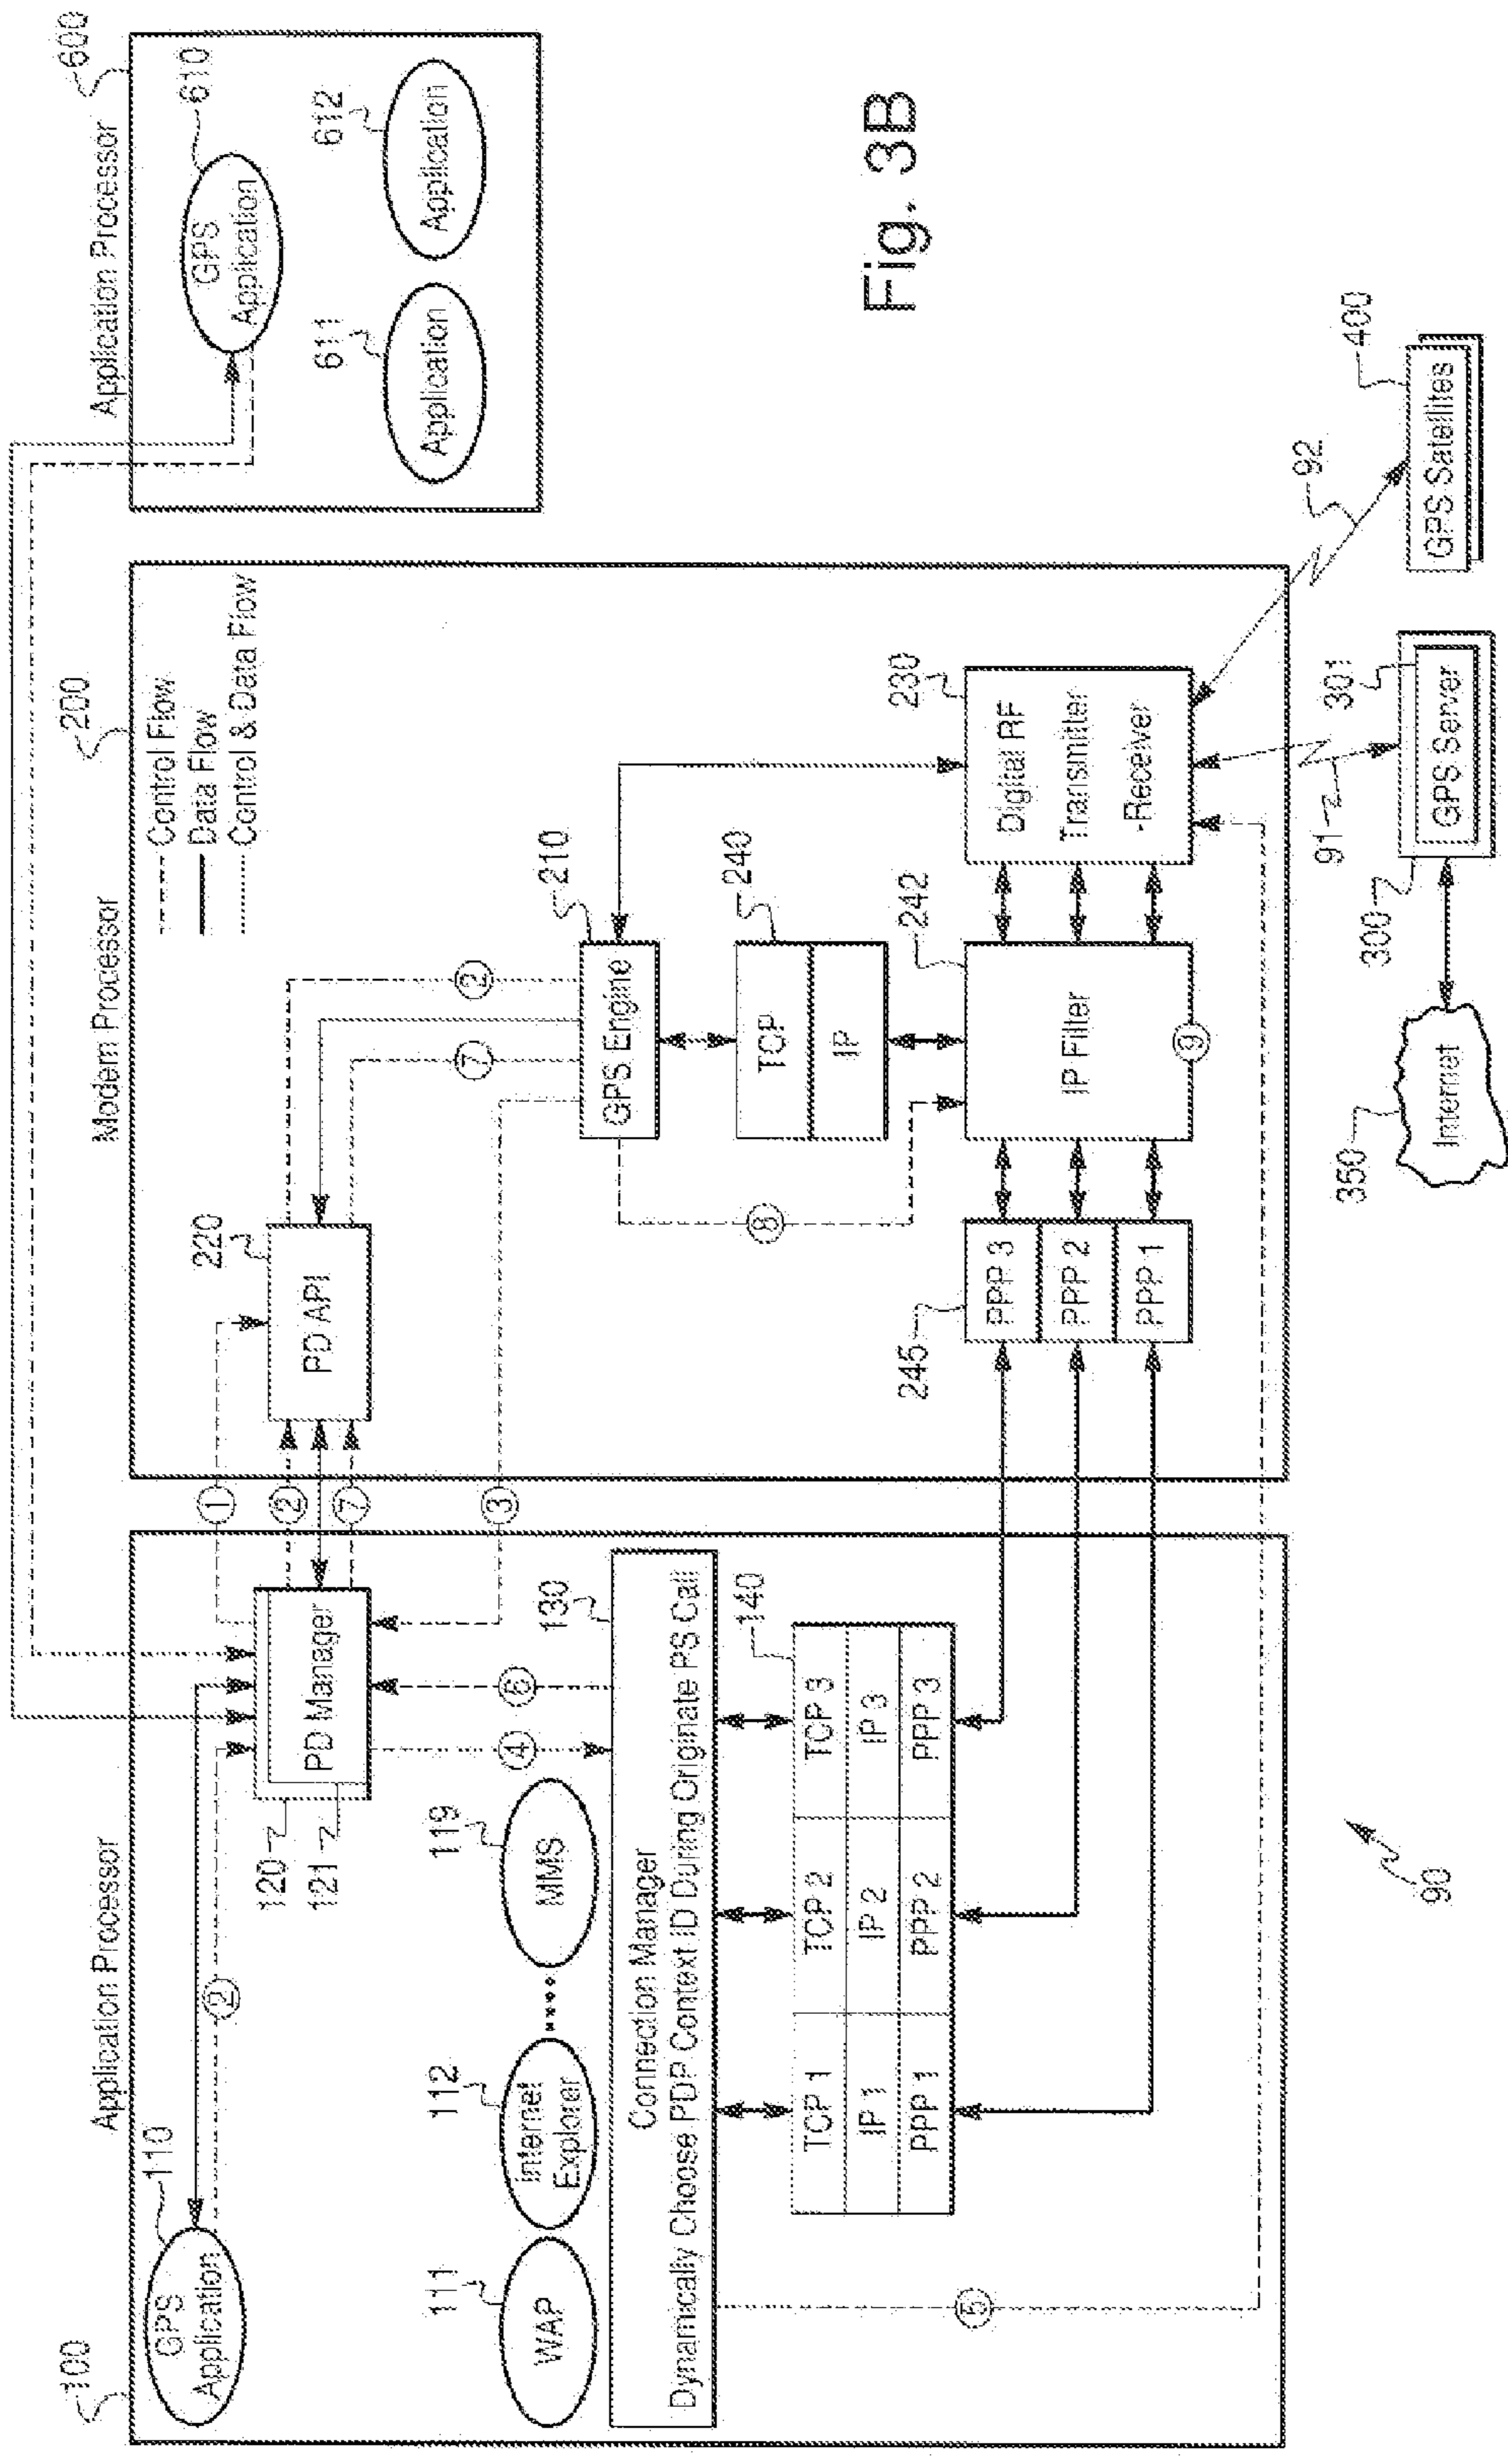 Application Processor
100
GPS
Application
110
2
120
121
PD Manager
WAP
111
Internet
Explorer
112
MMS
119
4
6
130
Connection Manager
Dynamically Choose PDP Context ID During Originate PS Call
140
TCP 1
TCP 2
TCP 3
IP 1
IP 2
IP 3
PPP 1
PPP 2
PPP 3
5
1
2
7
3
Modem Processor
200
Control Flow
Data Flow
Control & Data Flow
PD API
220
2
7
GPS Engine
210
8
TCP
IP
240
245
PPP 3
PPP 2
PPP 1
IP Filter
242
9
Digital RF
Transmitter
-Receiver
230
Application Processor
600
GPS
Application
610
Application
611
Application
612
90
350
Internet
300
GPS Server
301
91
92
GPS Satellites
400
Fig. 3B